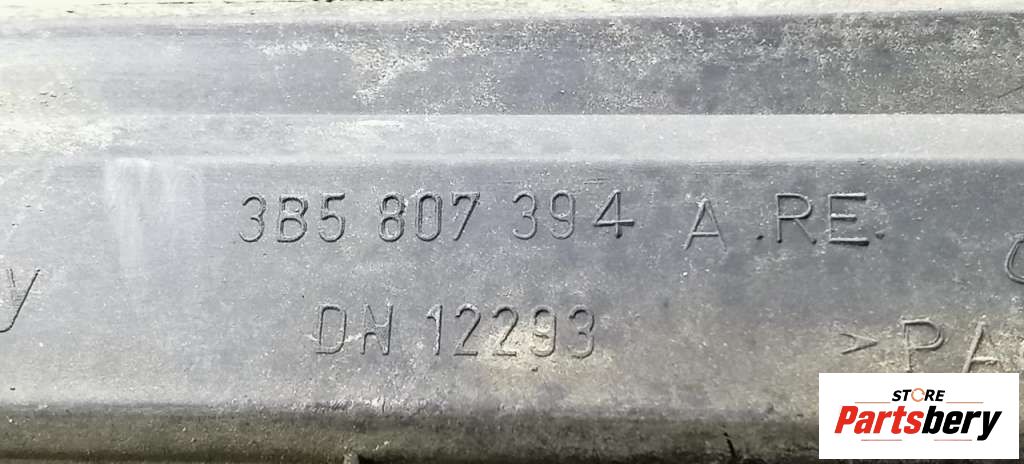 3B5 807 394 A .RE.
y
DN 12293
> PA
STORE
Partsbery